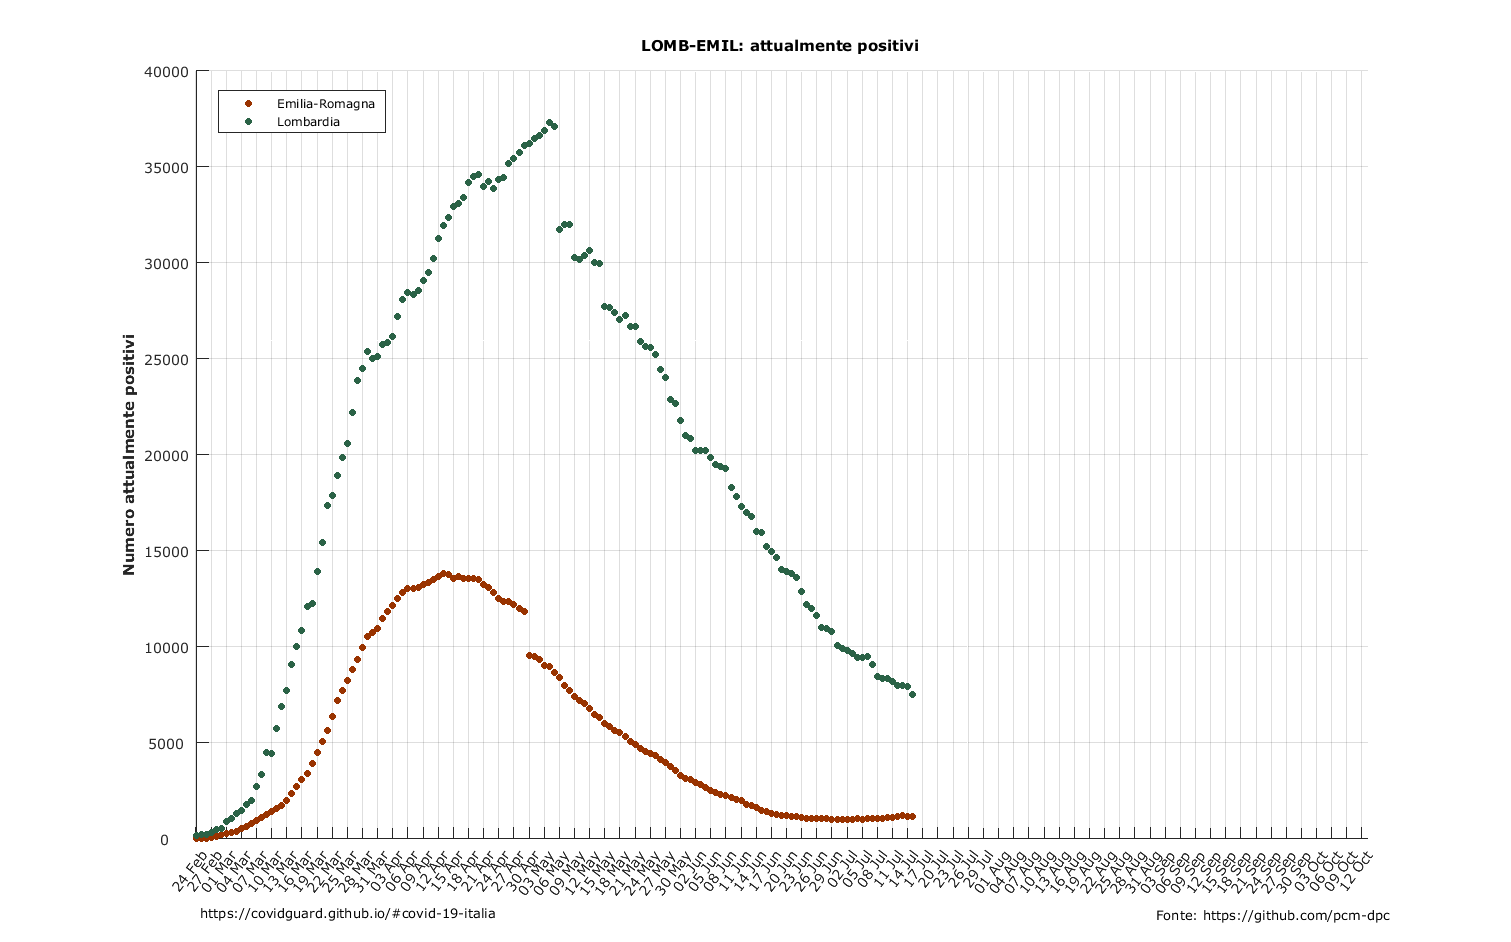 LOMB-EMIL: attualmente positivi
40000
Emilia-Romagna
Lombardia
35000
30000
25000
20000
15000
10000
5000
0
Numero attualmente positivi
24 Feb
27 Feb
01 Mar
04 Mar
07 Mar
10 Mar
13 Mar
16 Mar
19 Mar
22 Mar
25 Mar
28 Mar
31 Mar
03 Apr
06 Apr
09 Apr
12 Apr
15 Apr
18 Apr
21 Apr
24 Apr
27 Apr
30 Apr
03 May
06 May
09 May
12 May
15 May
18 May
21 May
24 May
27 May
30 May
02 Jun
05 Jun
08 Jun
11 Jun
14 Jun
17 Jun
20 Jun
23 Jun
26 Jun
29 Jun
02 Jul
05 Jul
08 Jul
11 Jul
14 Jul
17 Jul
20 Jul
23 Jul
26 Jul
29 Jul
01 Aug
04 Aug
07 Aug
10 Aug
13 Aug
16 Aug
19 Aug
22 Aug
25 Aug
28 Aug
31 Aug
03 Sep
06 Sep
09 Sep
12 Sep
15 Sep
18 Sep
21 Sep
24 Sep
27 Sep
30 Sep
03 Oct
06 Oct
09 Oct
12 Oct
https://covidguard.github.io/#covid-19-italia
Fonte: https://github.com/pcm-dpc